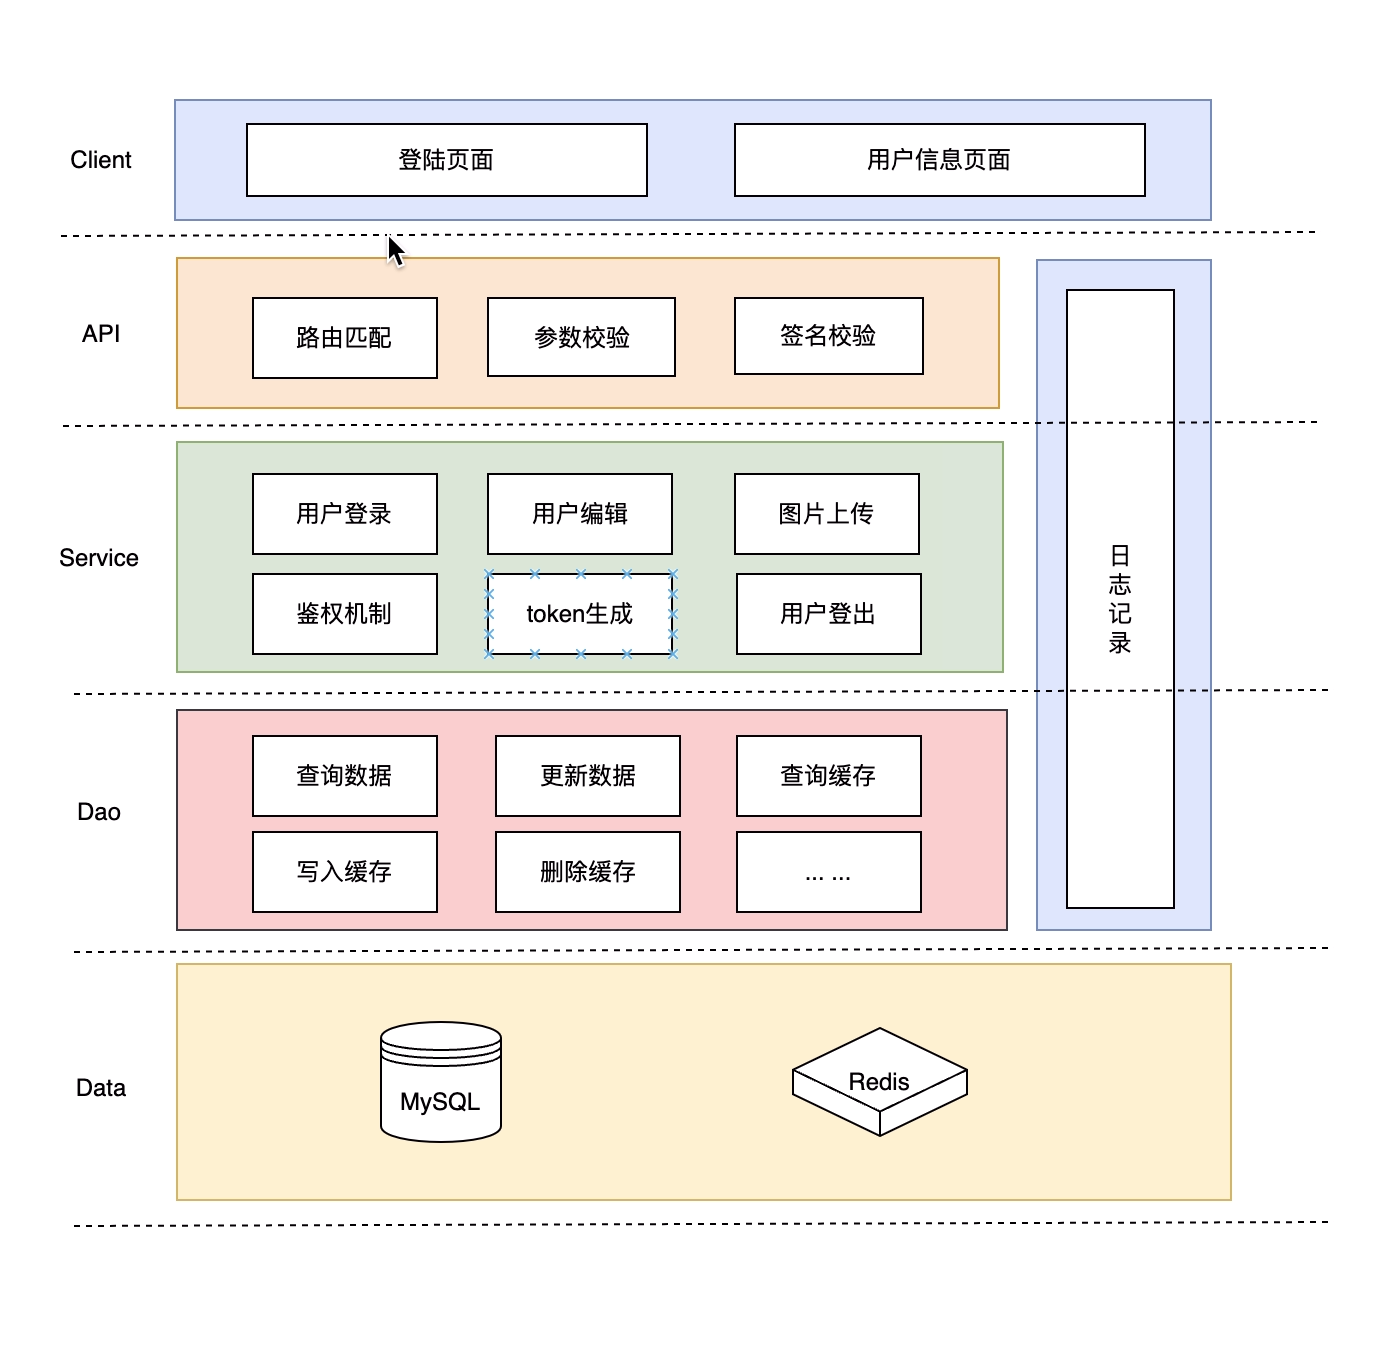 Client
登陆页面
用户信息页面
API
路由匹配
参数校验
签名校验
Service
用户登录
用户编辑
图片上传
鉴权机制
token生成
用户登出
日
志
记
录
Dao
查询数据
更新数据
查询缓存
写入缓存
删除缓存
... ...
Data
MySQL
Redis